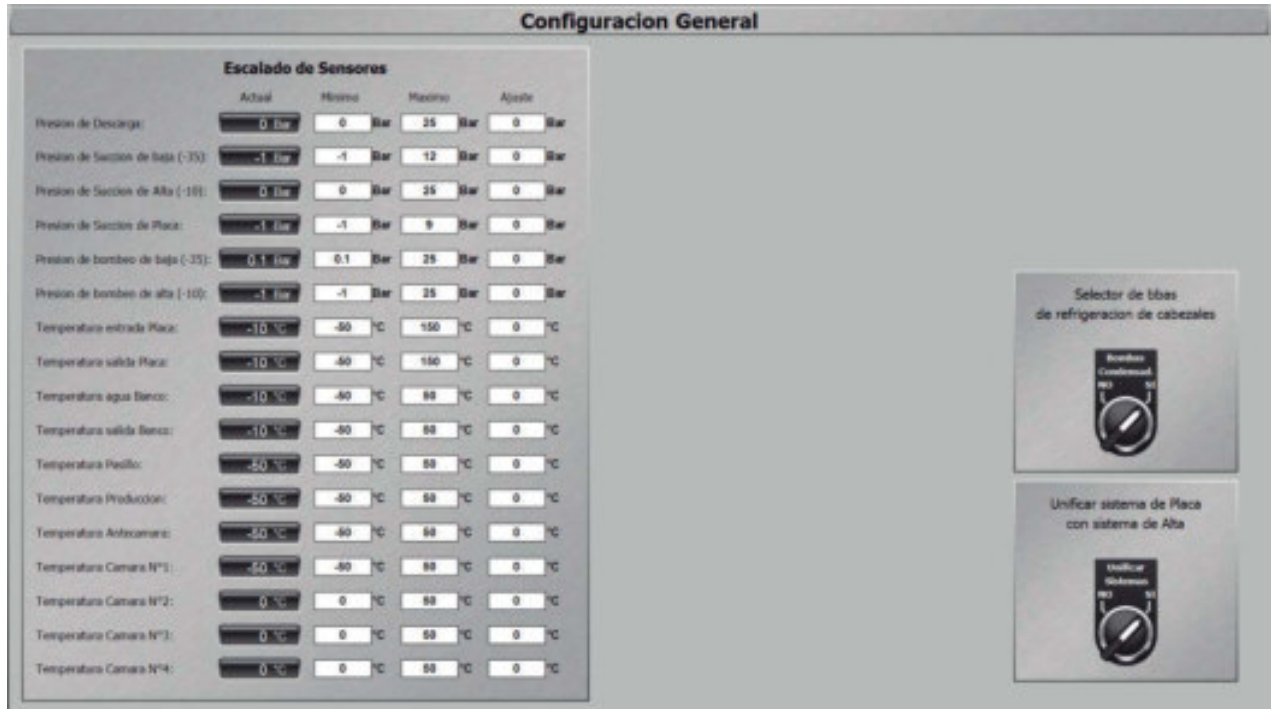 Configuracion General
Escalado de Sensores
Actual Minimo Maximo Ajuste
Presion de Descarga: 0 Bar 0 Bar 25 Bar 0 Bar
Presion de Succion de baja (-35): -1 Bar -1 Bar 12 Bar 0 Bar
Presion de Succion de Alta (-10): 0 Bar 0 Bar 25 Bar 0 Bar
Presion de Succion de Placa: -1 Bar -1 Bar 9 Bar 0 Bar
Presion de bombeo de baja (-35): 0.1 Bar 0.1 Bar 25 Bar 0 Bar
Presion de bombeo de alta (-10): -1 Bar -1 Bar 25 Bar 0 Bar
Temperatura entrada Placa: -10 °C -50 °C 150 °C 0 °C
Temperatura salida Placa: -10 °C -50 °C 150 °C 0 °C
Temperatura agua Banco: -10 °C -50 °C 50 °C 0 °C
Temperatura salida Banco: -10 °C -50 °C 50 °C 0 °C
Temperatura Pasillo: -50 °C -50 °C 50 °C 0 °C
Temperatura Produccion: -50 °C -50 °C 50 °C 0 °C
Temperatura Antecamara: -50 °C -50 °C 50 °C 0 °C
Temperatura Camara N°1: -50 °C -50 °C 50 °C 0 °C
Temperatura Camara N°2: 0 °C 0 °C 50 °C 0 °C
Temperatura Camara N°3: 0 °C 0 °C 50 °C 0 °C
Temperatura Camara N°4: 0 °C 0 °C 50 °C 0 °C
Selector de bbas
de refrigeracion de cabezales
Bombas
Condensad.
NO SI
Unificar sistema de Placa
con sistema de Alta
Unificar
Sistemas
NO SI